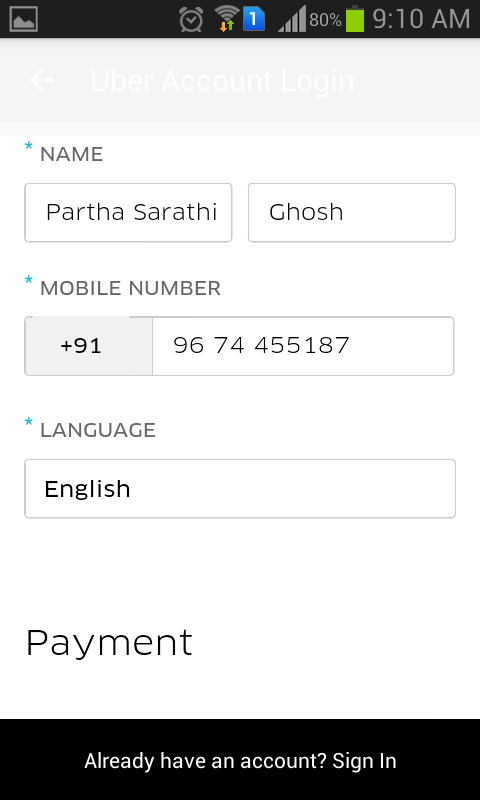 1 80% 9:10 AM
Uber Account Login
* NAME
Partha Sarathi Ghosh
* MOBILE NUMBER
+91 96 74 455187
* LANGUAGE
English
Payment
Already have an account? Sign In